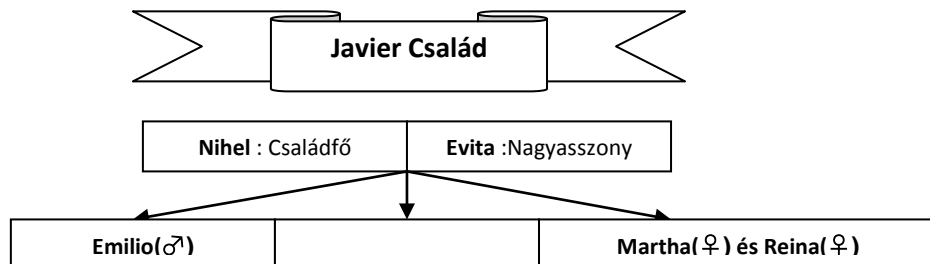 Javier Család
Nihel : Családfő Evita :Nagyasszony
Emilio(♂) Martha(♀) és Reina(♀)